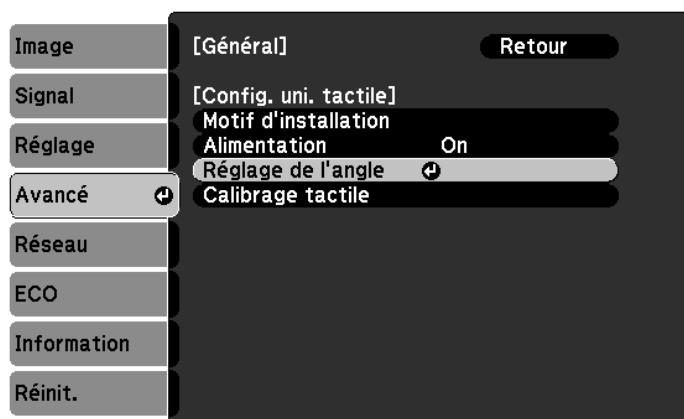 Image
Signal
Réglage
Avancé
Réseau
ECO
Information
Réinit.
[Général] Retour
[Config. uni. tactile]
Motif d'installation
Alimentation On
Réglage de l'angle
Calibrage tactile